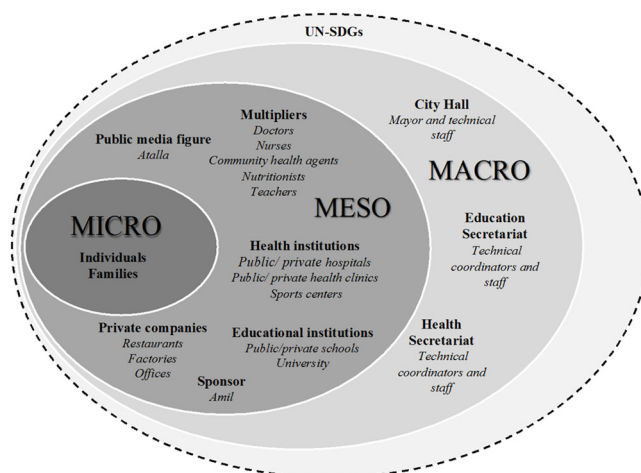 UN-SDGs
City Hall
Mayor and technical
staff
MACRO
Education
Secretariat
Technical
coordinators and
staff
Health
Secretariat
Technical
coordinators and
staff
Multipliers
Doctors
Nurses
Community health agents
Nutritionists
Teachers
Public media figure
Atalla
MESO
Health institutions
Public/ private hospitals
Public/ private health clinics
Sports centers
Educational institutions
Public/private schools
University
Private companies
Restaurants
Factories
Offices
Sponsor
Amil
MICRO
Individuals
Families